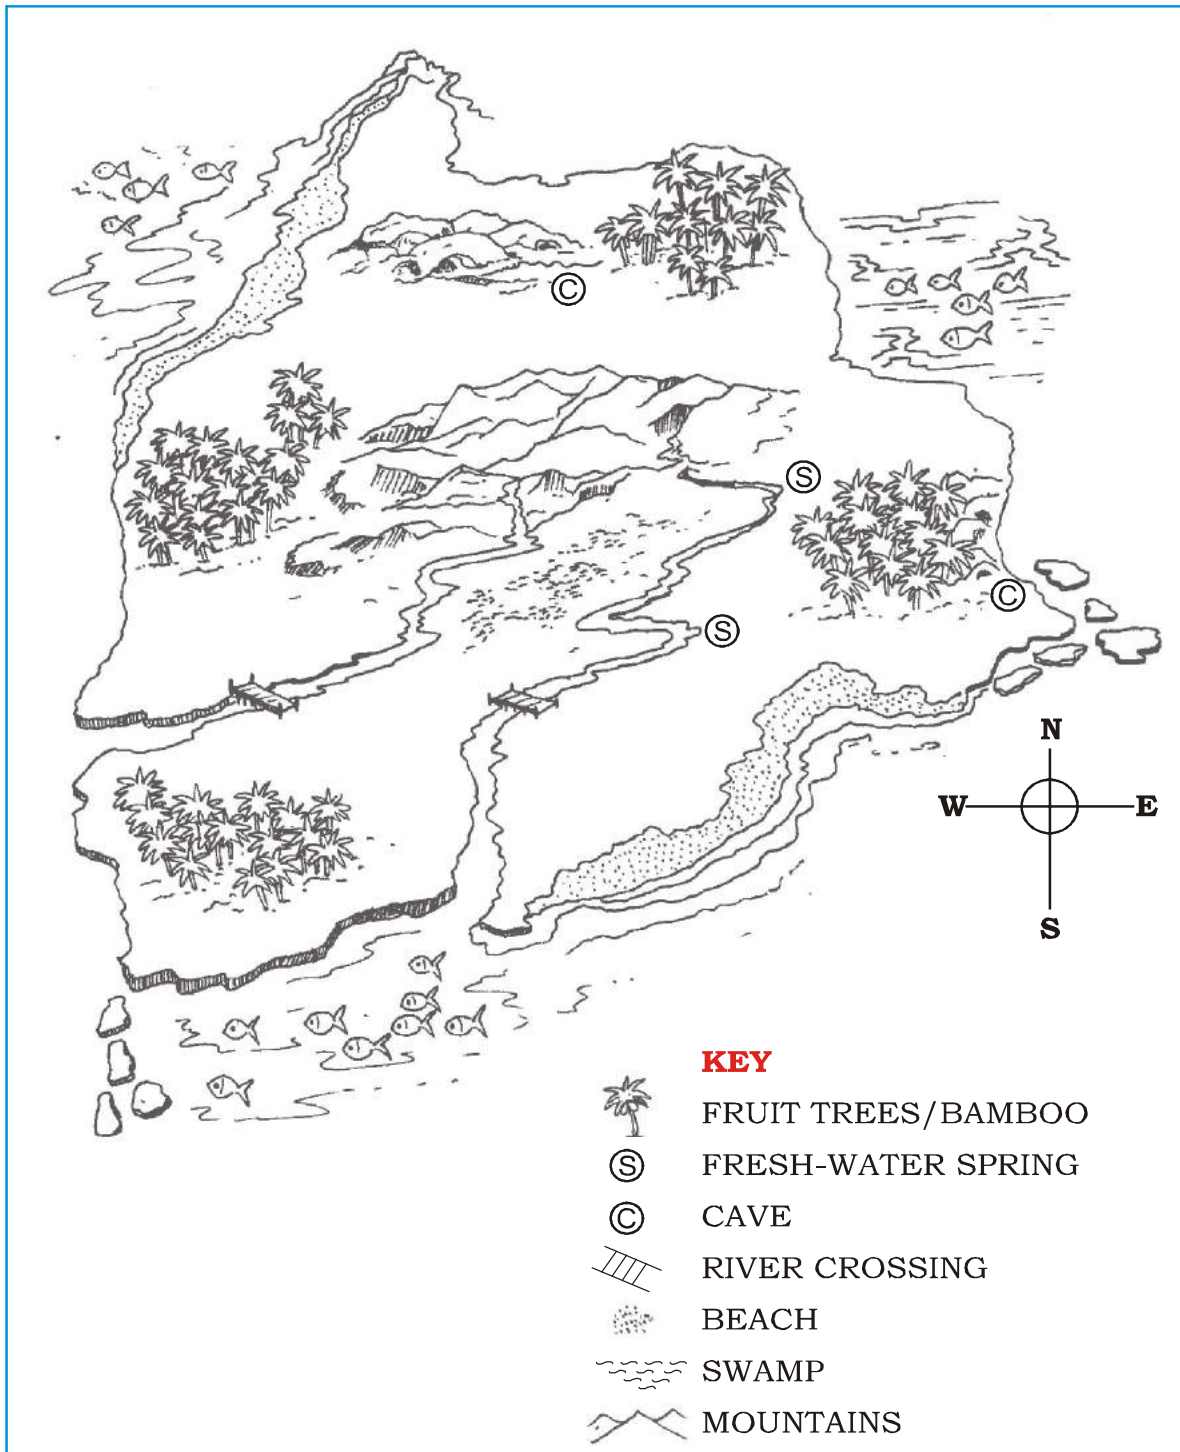 C
S
C
S
N
W E
S
KEY
FRUIT TREES/BAMBOO
S FRESH-WATER SPRING
C CAVE
RIVER CROSSING
BEACH
SWAMP
MOUNTAINS